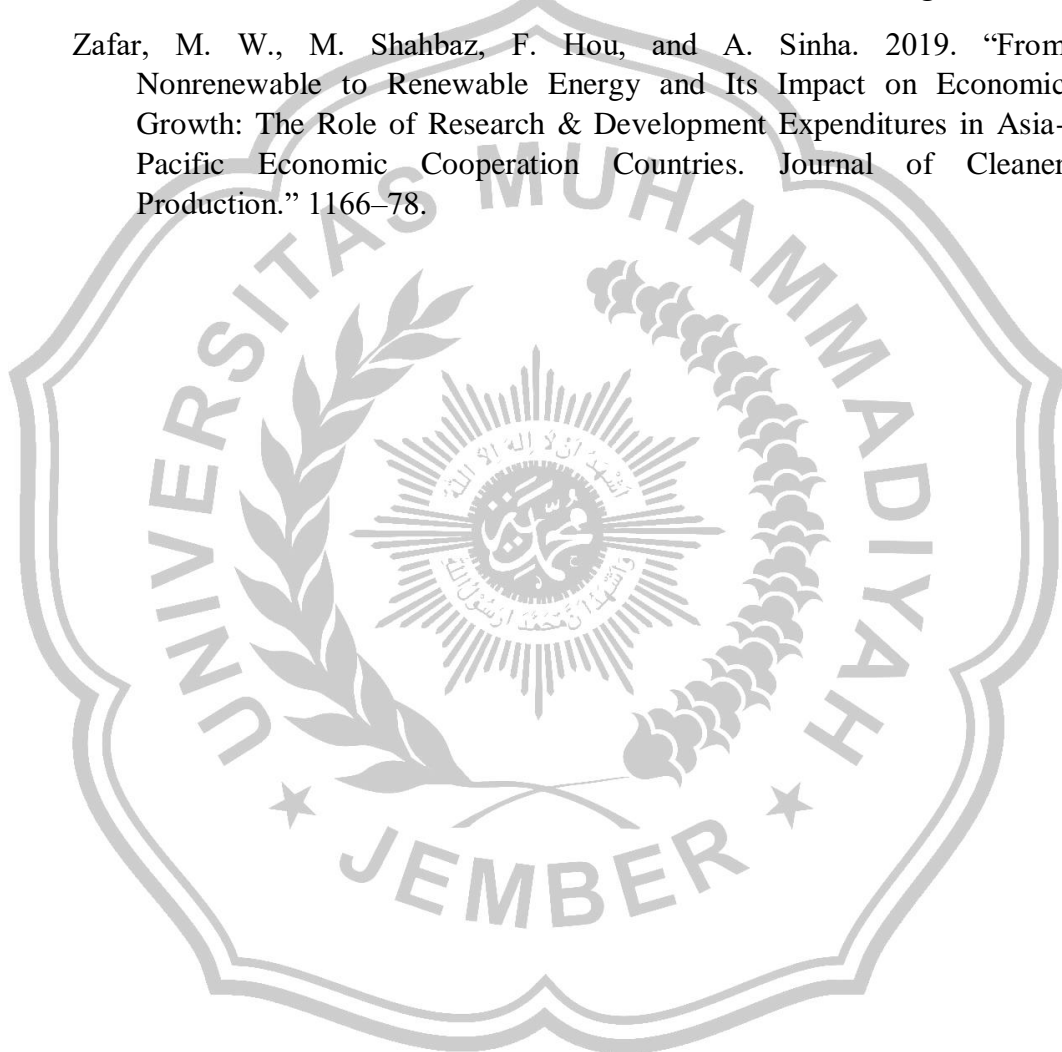 Zafar, M. W., M. Shahbaz, F. Hou, and A. Sinha. 2019. “From
Nonrenewable to Renewable Energy and Its Impact on Economic
Growth: The Role of Research & Development Expenditures in Asia-
Pacific Economic Cooperation Countries. Journal of Cleaner
Production.” 1166–78.
UNIVERSITAS MUHAMMADIYAH
JEMBER